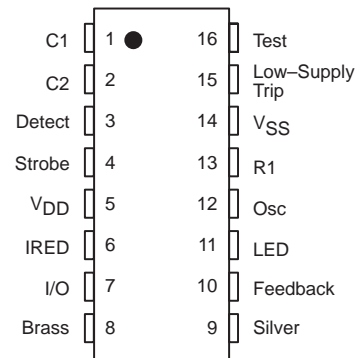 C1 1 16 Test
C2 2 15 Low–Supply Trip
Detect 3 14 VSS
Strobe 4 13 R1
VDD 5 12 Osc
IRED 6 11 LED
I/O 7 10 Feedback
Brass 8 9 Silver